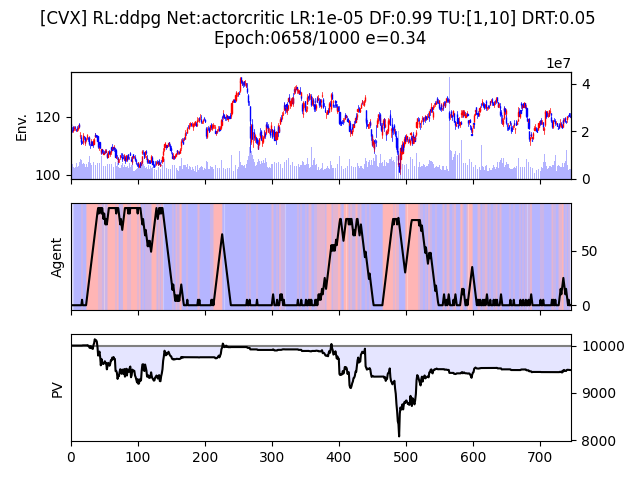 [CVX] RL:ddpg Net:actorcritic LR:1e-05 DF:0.99 TU:[1,10] DRT:0.05
Epoch:0658/1000 e=0.34
1e7
Env.
120
100
4
2
0
Agent
50
0
PV
10000
9000
8000
0 100 200 300 400 500 600 700